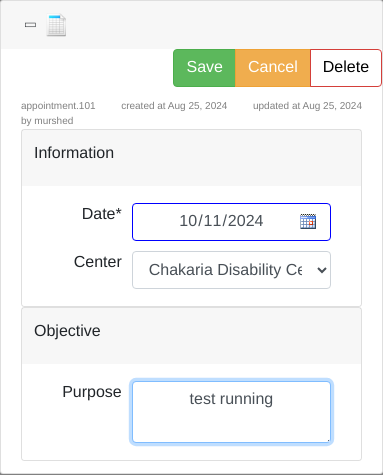 Save Cancel Delete
appointment.101 created at Aug 25, 2024 updated at Aug 25, 2024
by murshed
Information
Date* 10/11/2024
Center Chakaria Disability Ce
Objective
Purpose test running